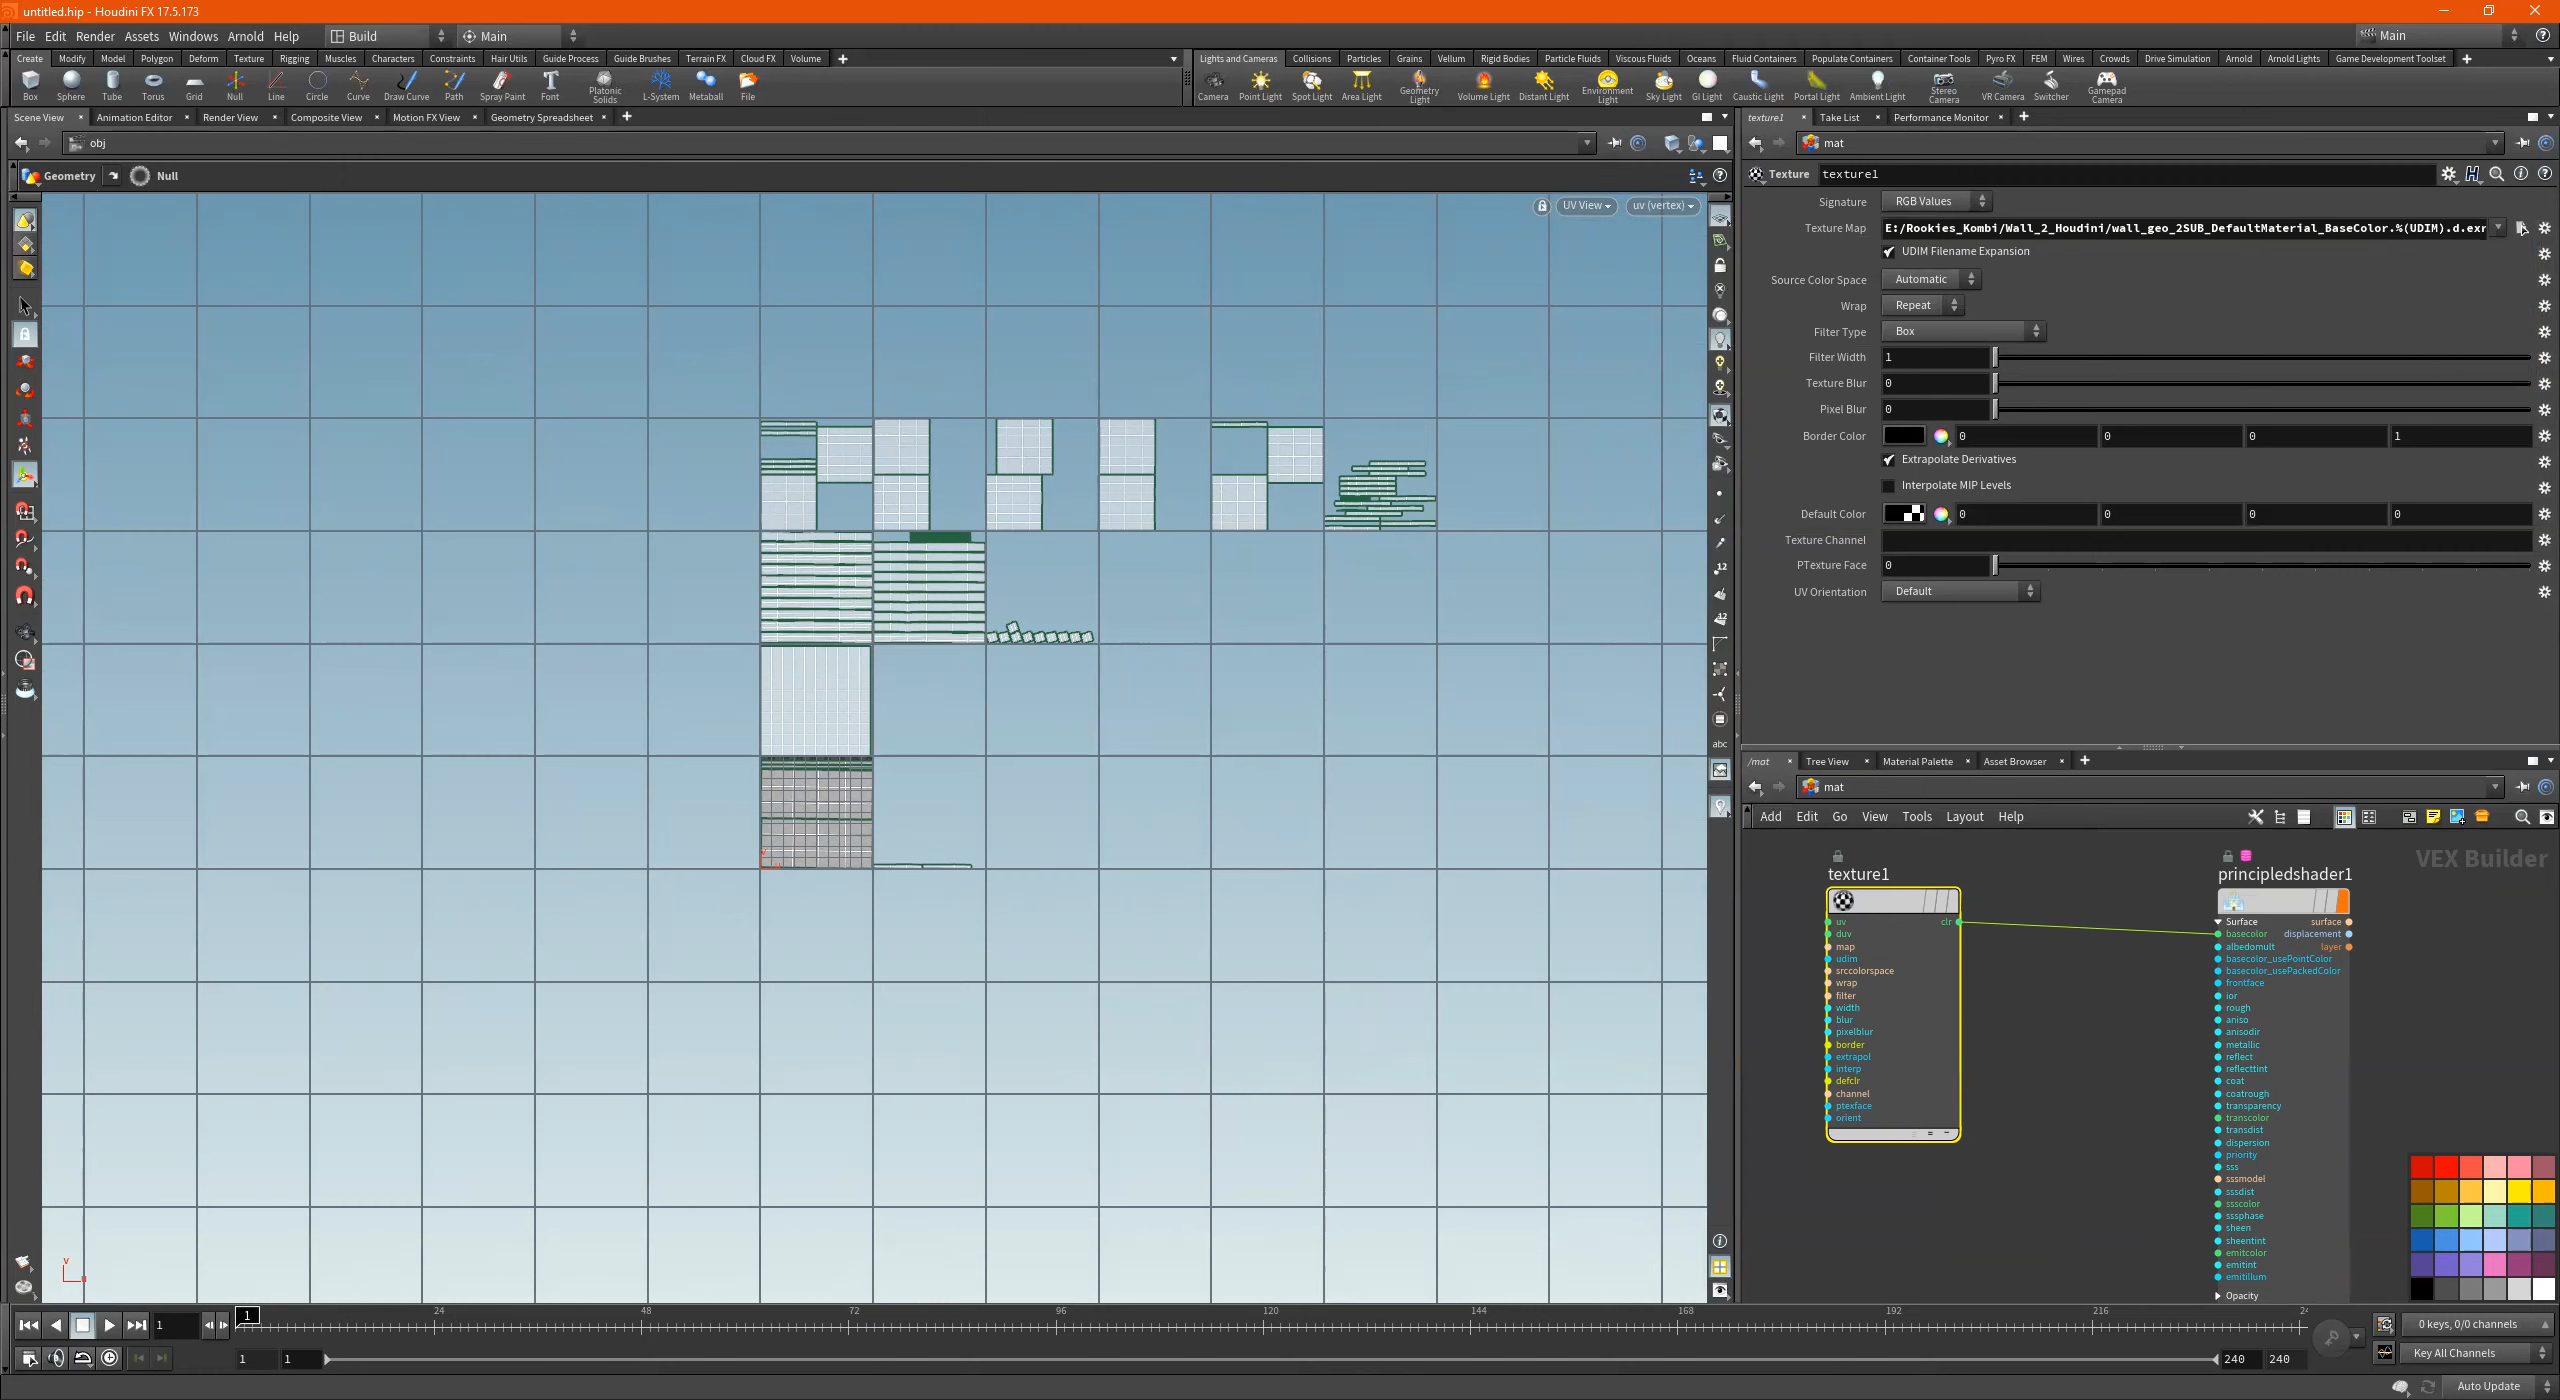 untitled.hip - Houdini FX 17.5.173
File Edit Render Assets Windows Arnold Help Build Main Main
Create Modify Model Polygon Deform Texture Rigging Muscles Characters Constraints Hair Utils Guide Process Guide Brushes Terrain FX Cloud FX Volume
Lights and Cameras Collisions Particles Grains Vellum Rigid Bodies Particle Fluids Viscous Fluids Oceans Fluid Containers Populate Containers Container Tools Pyro FX FEM Wires Crowds Drive Simulation Arnold Arnold Lights Game Development Toolset
Box Sphere Tube Torus Grid Null Line Circle Curve Draw Curve Path Spray Paint Font Platonic Solids L-System Metaball File
Camera Point Light Spot Light Area Light Geometry Light Volume Light Distant Light Environment Light Sky Light GI Light Caustic Light Portal Light Ambient Light Stereo Camera VR Camera Switcher Gamepad Camera
Scene View Animation Editor Render View Composite View Motion FX View Geometry Spreadsheet
texture1 Take List Performance Monitor
obj
mat
Geometry Null
Texture texture1
UV View uv (vertex)
Signature RGB Values
Texture Map E:/Rookies_Kombi/Wall_2_Houdini/wall_geo_2SUB_DefaultMaterial_BaseColor.%(UDIM).d.exr
UDIM Filename Expansion
Source Color Space Automatic
Wrap Repeat
Filter Type Box
Filter Width 1
Texture Blur 0
Pixel Blur 0
Border Color 0 0 0 1
Extrapolate Derivatives
Interpolate MIP Levels
Default Color 0 0 0 0
Texture Channel
PTexture Face 0
UV Orientation Default
12
12
abc
/mat Tree View Material Palette Asset Browser
mat
Add Edit Go View Tools Layout Help
VEX Builder
texture1
uv clr
duv
map
udim
srccolorspace
wrap
filter
width
blur
pixelblur
border
extrapol
interp
defclr
channel
ptexface
orient
principledshader1
Surface surface
basecolor displacement
albedomult layer
basecolor_usePointColor
basecolor_usePackedColor
frontface
ior
rough
aniso
anisodir
metallic
reflect
reflecttint
coat
coatrough
transparency
transcolor
transdist
dispersion
priority
sss
sssmodel
sssdist
ssscolor
sssphase
sheen
sheentint
emitcolor
emitint
emitillum
Opacity
v
1 1 24 48 72 96 120 144 168 192 216
0 keys, 0/0 channels
1 1 240 240
Key All Channels
Auto Update